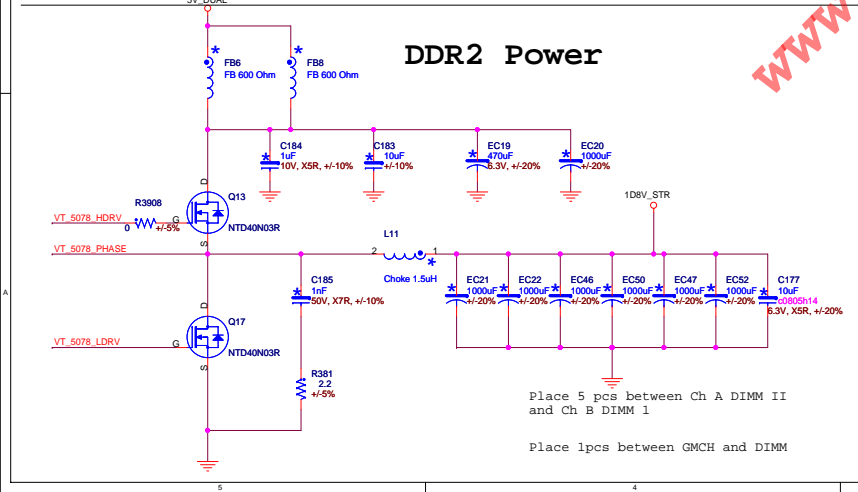 5V_DUAL
DDR2 Power
WWW
FB6
FB 600 Ohm
FB8
FB 600 Ohm
C184
1uF
10V, X5R, +/-10%
C183
10uF
+/-10%
EC19
470uF
6.3V, +/-20%
EC20
1000uF
+/-20%
1D8V_STR
D
Q13
R3908
VT_5078_HDRV
0
+/-5%
G
NTD40N03R
S
L11
VT_5078_PHASE
2
1
Choke 1.5uH
C185
1nF
50V, X7R, +/-10%
EC21
1000uF
+/-20%
EC22
1000uF
+/-20%
EC46
1000uF
+/-20%
EC50
1000uF
+/-20%
EC47
1000uF
+/-20%
EC52
1000uF
+/-20%
C177
10uF
c0805h14
6.3V, X5R, +/-20%
A
D
Q17
VT_5078_LDRV
G
NTD40N03R
S
R381
2.2
+/-5%
Place 5 pcs between Ch A DIMM II
and Ch B DIMM 1
Place 1pcs between GMCH and DIMM
5
4